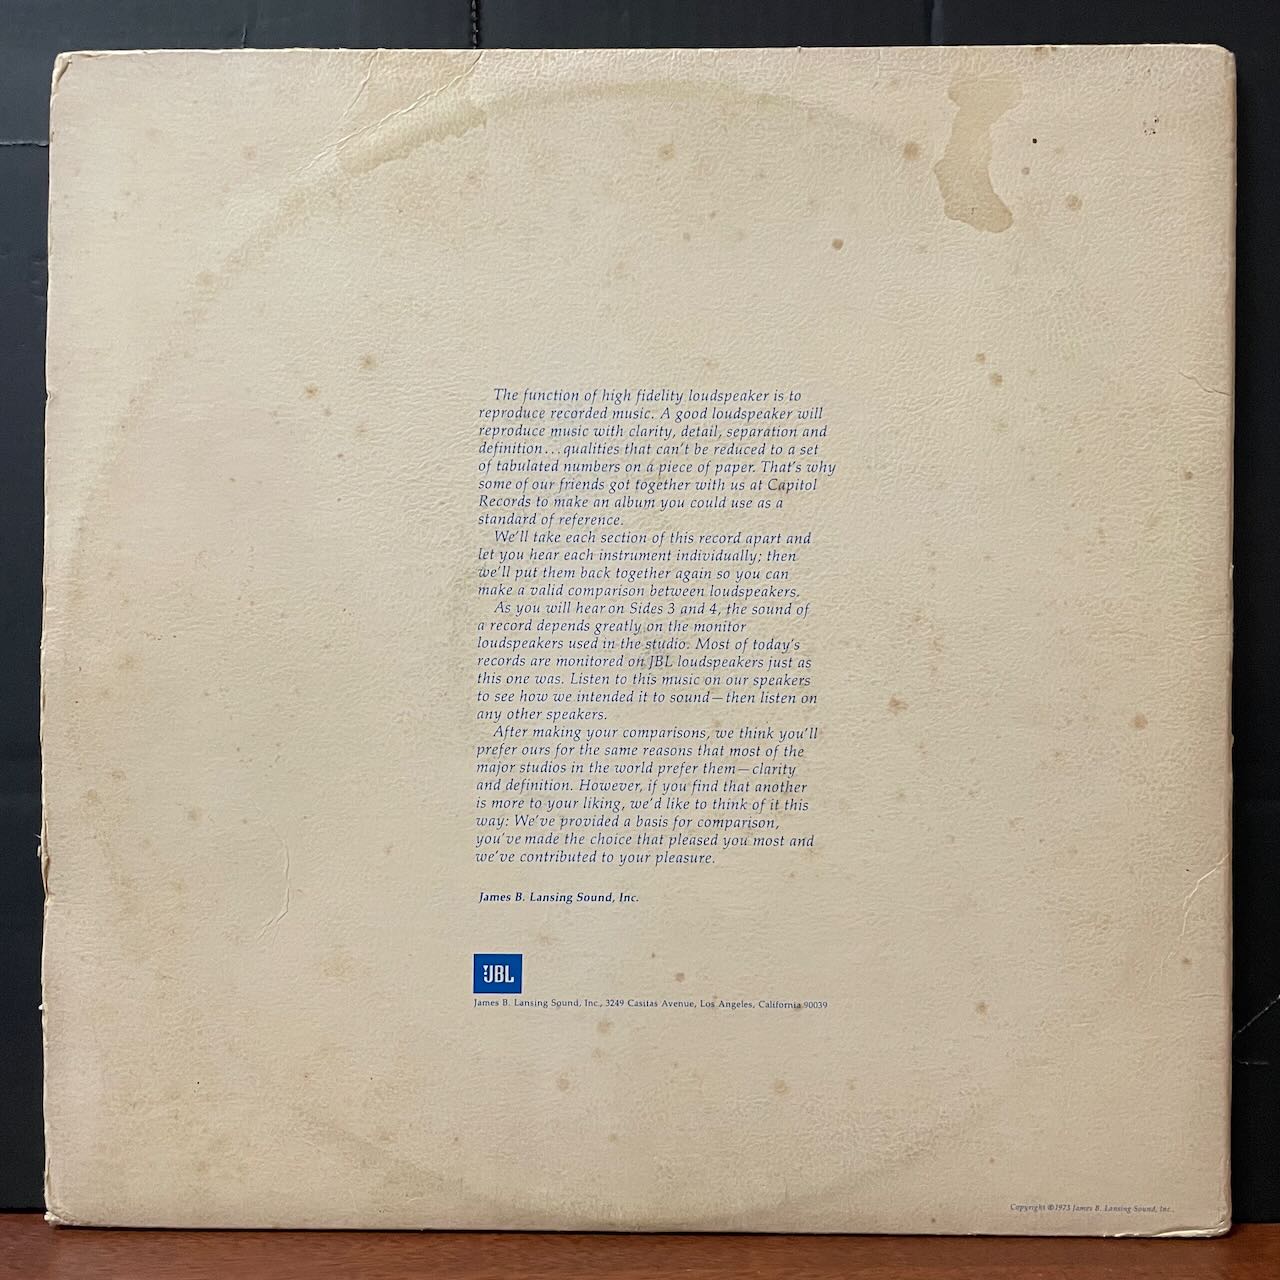 The function of high fidelity loudspeaker is to
reproduce recorded music. A good loudspeaker will
reproduce music with clarity, detail, separation and
definition...qualities that can't be reduced to a set
of tabulated numbers on a piece of paper. That's why
some of our friends got together with us at Capitol
Records to make an album you could use as a
standard of reference.
We'll take each section of this record apart and
let you hear each instrument individually; then
we'll put them back together again so you can
make a valid comparison between loudspeakers.
As you will hear on Sides 3 and 4, the sound of
a record depends greatly on the monitor
loudspeakers used in the studio. Most of today's
records are monitored on JBL loudspeakers just as
this one was. Listen to this music on our speakers
to see how we intended it to sound—then listen on
any other speakers.
After making your comparisons, we think you'll
prefer ours for the same reasons that most of the
major studios in the world prefer them—clarity
and definition. However, if you find that another
is more to your liking, we'd like to think of it this
way: We've provided a basis for comparison,
you've made the choice that pleased you most and
we've contributed to your pleasure.
James B. Lansing Sound, Inc.
JBL
James B. Lansing Sound, Inc., 3249 Casitas Avenue, Los Angeles, California 90039
Copyright ©1973 James B. Lansing Sound, Inc.